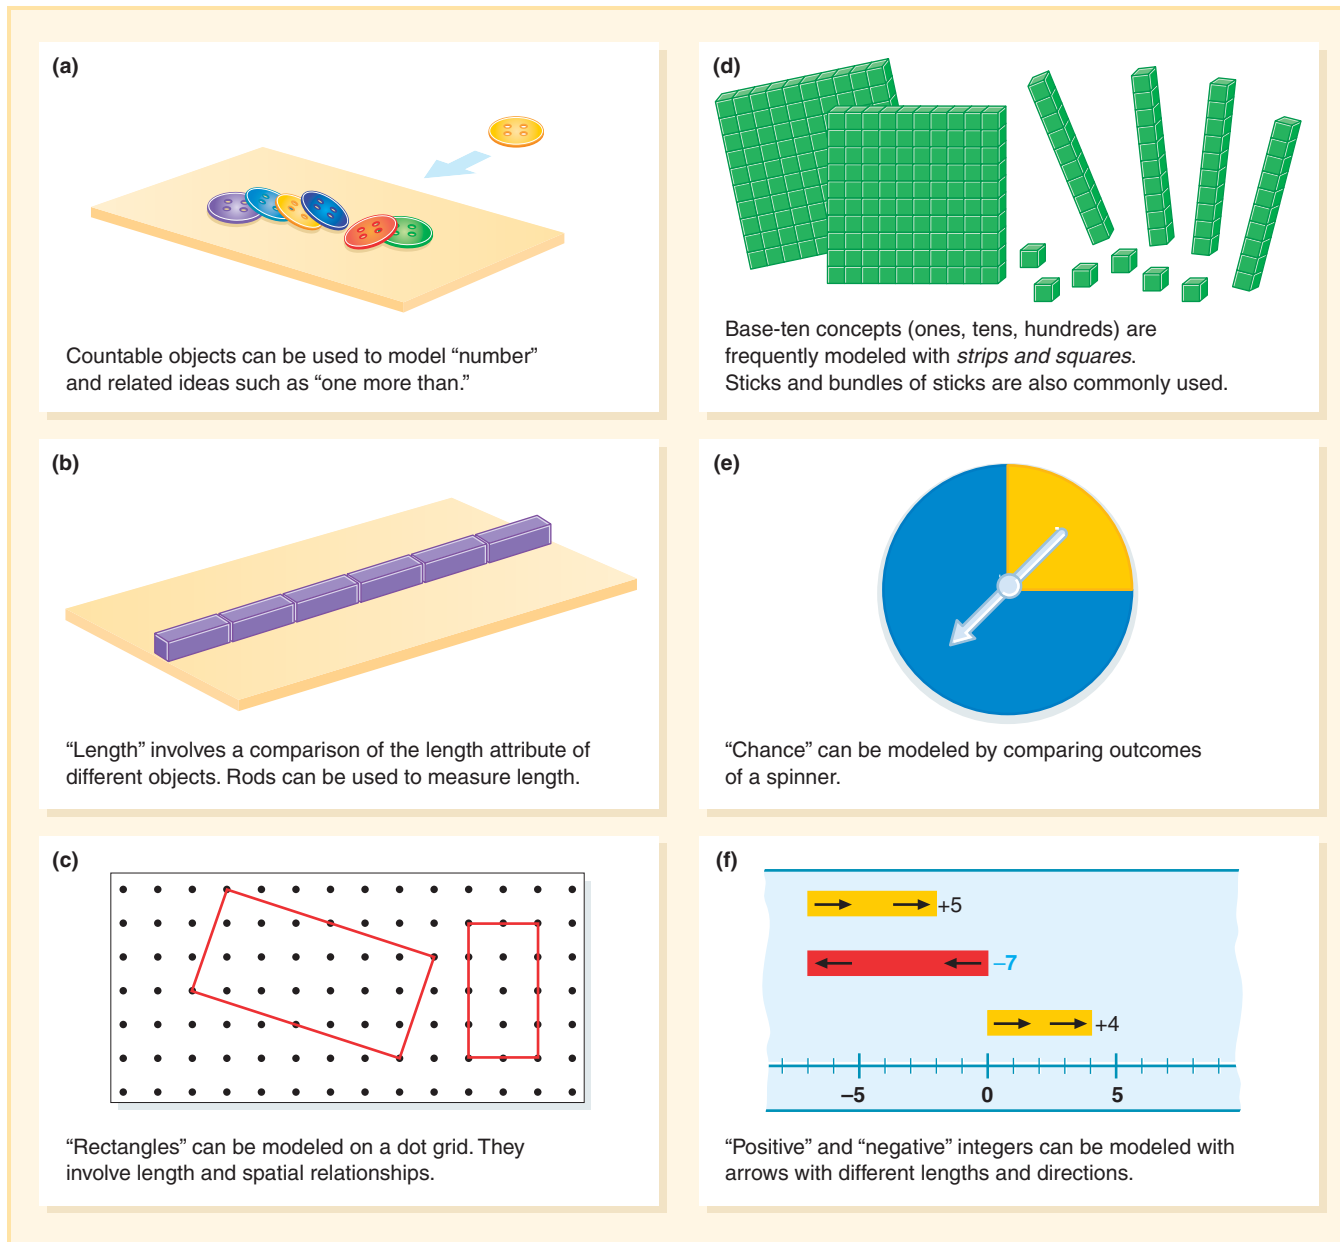 (a)
Countable objects can be used to model “number”
and related ideas such as “one more than.”
(b)
“Length” involves a comparison of the length attribute of
different objects. Rods can be used to measure length.
(c)
“Rectangles” can be modeled on a dot grid. They
involve length and spatial relationships.
(d)
Base-ten concepts (ones, tens, hundreds) are
frequently modeled with strips and squares.
Sticks and bundles of sticks are also commonly used.
(e)
“Chance” can be modeled by comparing outcomes
of a spinner.
(f)
+5
–7
+4
–5 0 5
“Positive” and “negative” integers can be modeled with
arrows with different lengths and directions.